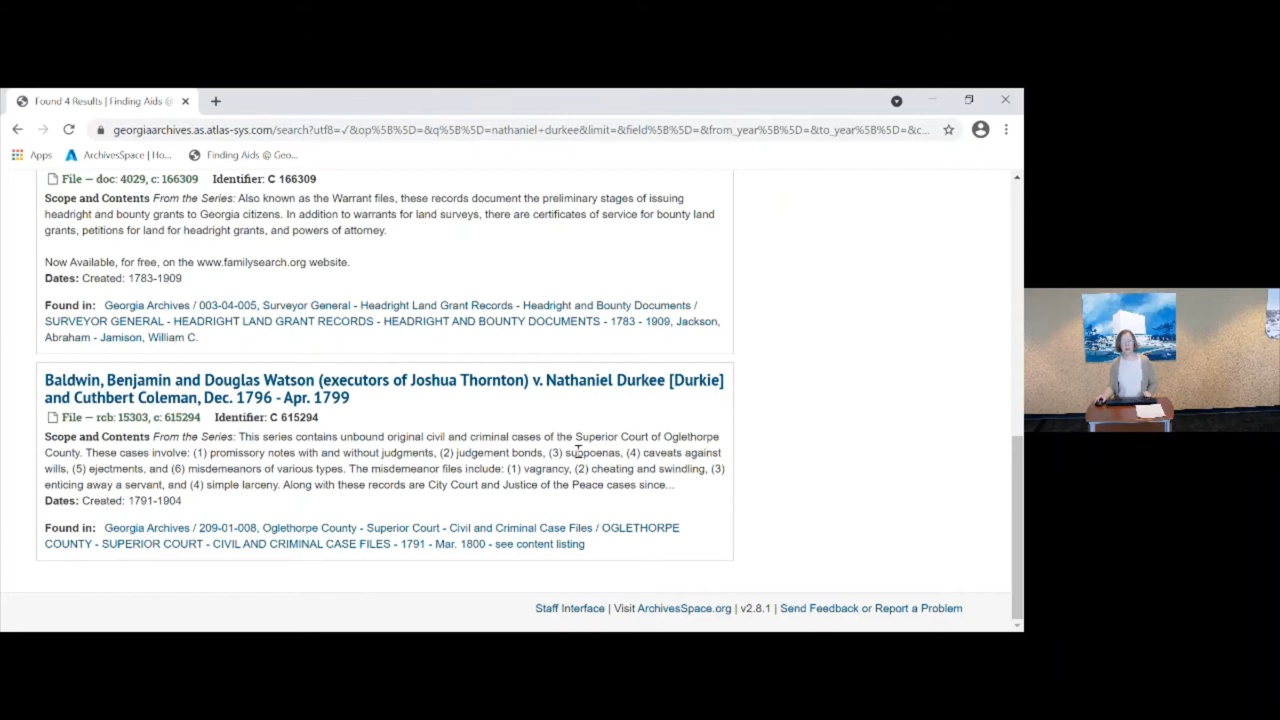 Found 4 Results | Finding Aids @
georgiaarchives.as.atlas-sys.com/search?utf8=✓&op%5B%5D=&q%5B%5D=nathaniel+durkee&limit=&field%5B%5D=&from_year%5B%5D=&to_year%5B%5D=&c...
Apps ArchivesSpace | Ho... Finding Aids @ Geo...
File — doc: 4029, c: 166309 Identifier: C 166309
Scope and Contents From the Series: Also known as the Warrant files, these records document the preliminary stages of issuing
headright and bounty grants to Georgia citizens. In addition to warrants for land surveys, there are certificates of service for bounty land
grants, petitions for land for headright grants, and powers of attorney.
Now Available, for free, on the www.familysearch.org website.
Dates: Created: 1783-1909
Found in: Georgia Archives / 003-04-005, Surveyor General - Headright Land Grant Records - Headright and Bounty Documents /
SURVEYOR GENERAL - HEADRIGHT LAND GRANT RECORDS - HEADRIGHT AND BOUNTY DOCUMENTS - 1783 - 1909, Jackson,
Abraham - Jamison, William C.
Baldwin, Benjamin and Douglas Watson (executors of Joshua Thornton) v. Nathaniel Durkee [Durkie]
and Cuthbert Coleman, Dec. 1796 - Apr. 1799
File — rcb: 15303, c: 615294 Identifier: C 615294
Scope and Contents From the Series: This series contains unbound original civil and criminal cases of the Superior Court of Oglethorpe
County. These cases involve: (1) promissory notes with and without judgments, (2) judgement bonds, (3) suppoenas, (4) caveats against
wills, (5) ejectments, and (6) misdemeanors of various types. The misdemeanor files include: (1) vagrancy, (2) cheating and swindling, (3)
enticing away a servant, and (4) simple larceny. Along with these records are City Court and Justice of the Peace cases since...
Dates: Created: 1791-1904
Found in: Georgia Archives / 209-01-008, Oglethorpe County - Superior Court - Civil and Criminal Case Files / OGLETHORPE
COUNTY - SUPERIOR COURT - CIVIL AND CRIMINAL CASE FILES - 1791 - Mar. 1800 - see content listing
Staff Interface | Visit ArchivesSpace.org | v2.8.1 | Send Feedback or Report a Problem